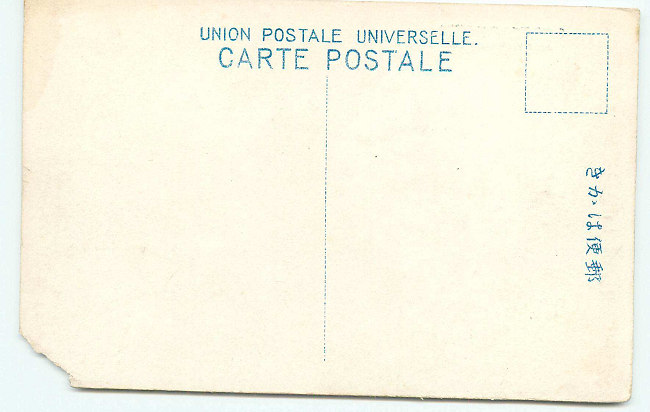 UNION POSTALE UNIVERSELLE.
CARTE POSTALE
きかは便郵